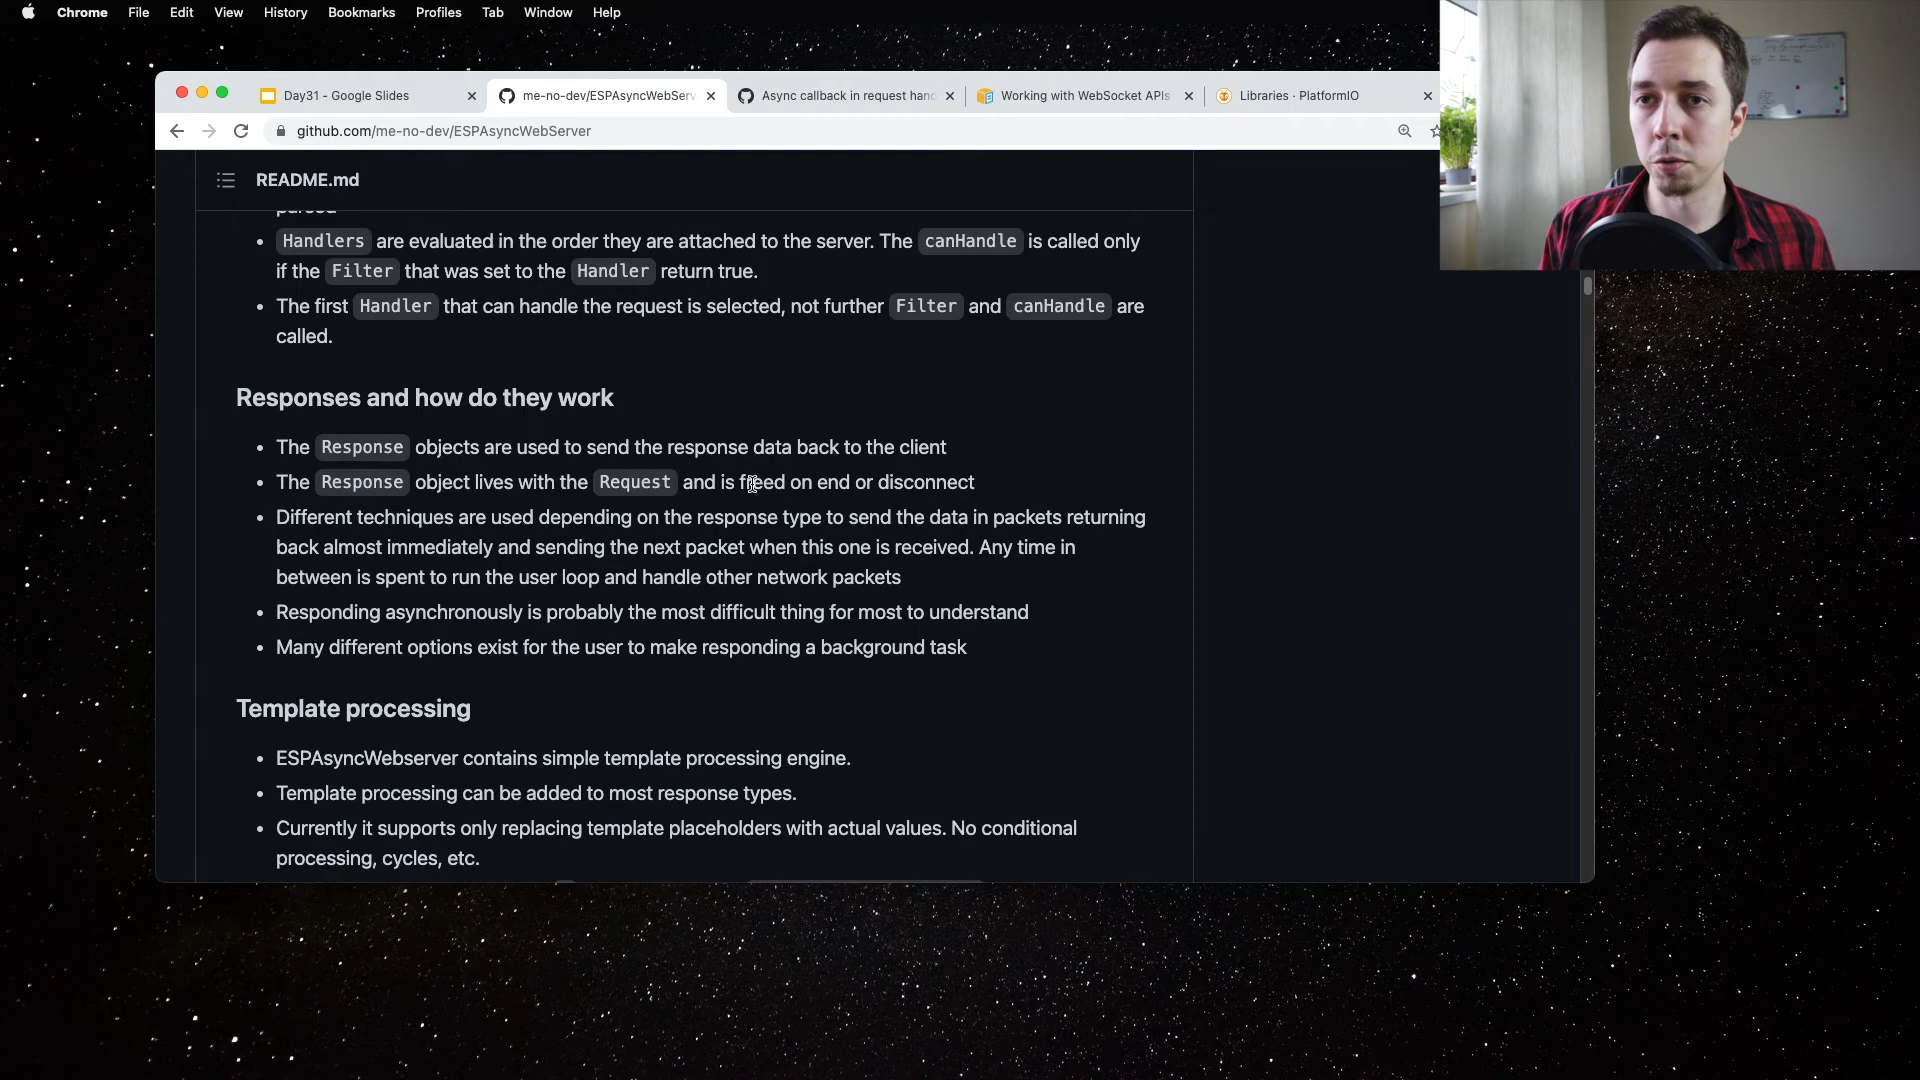 Chrome File Edit View History Bookmarks Profiles Tab Window Help
Day31 - Google Slides
me-no-dev/ESPAsyncWebServ
Async callback in request hand
Working with WebSocket APIs
Libraries · PlatformIO
github.com/me-no-dev/ESPAsyncWebServer
README.md
parsed
Handlers are evaluated in the order they are attached to the server. The canHandle is called only
if the Filter that was set to the Handler return true.
The first Handler that can handle the request is selected, not further Filter and canHandle are
called.
Responses and how do they work
The Response objects are used to send the response data back to the client
The Response object lives with the Request and is freed on end or disconnect
Different techniques are used depending on the response type to send the data in packets returning
back almost immediately and sending the next packet when this one is received. Any time in
between is spent to run the user loop and handle other network packets
Responding asynchronously is probably the most difficult thing for most to understand
Many different options exist for the user to make responding a background task
Template processing
ESPAsyncWebserver contains simple template processing engine.
Template processing can be added to most response types.
Currently it supports only replacing template placeholders with actual values. No conditional
processing, cycles, etc.